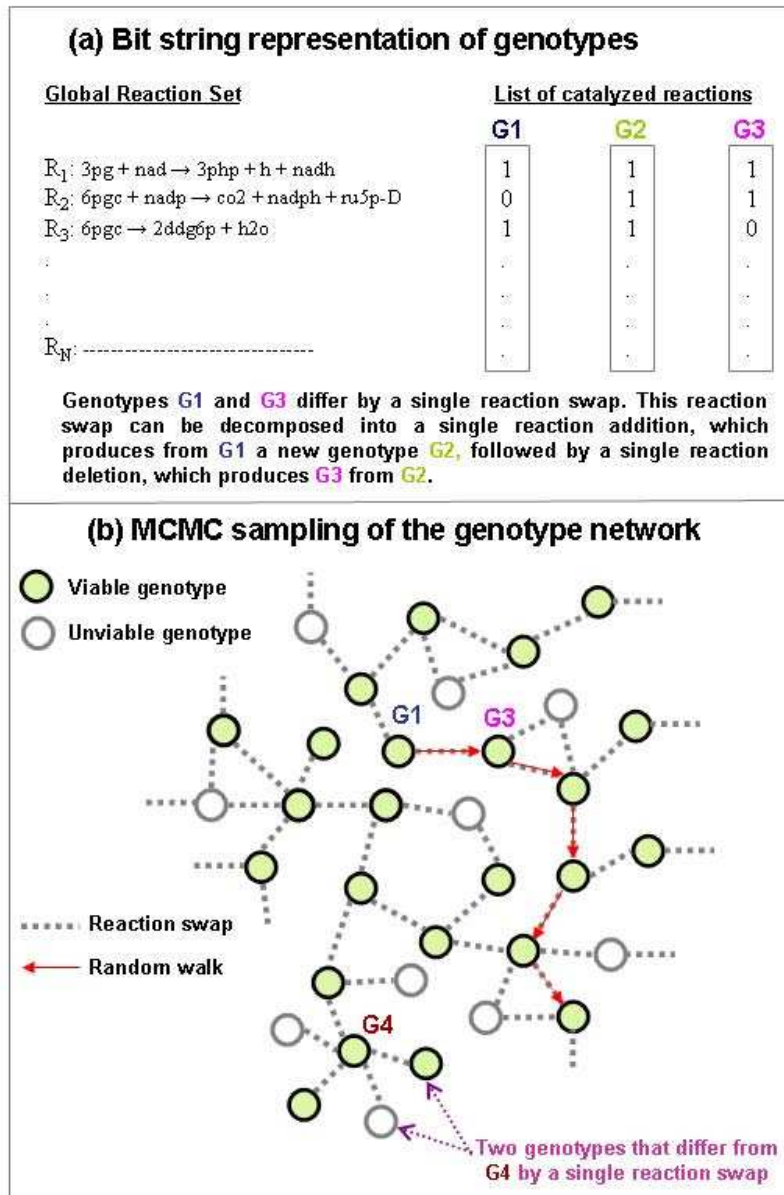 (a) Bit string representation of genotypes
Global Reaction Set
List of catalyzed reactions
G1 G2 G3
R1: 3pg + nad → 3php + h + nadh 1 1 1
R2: 6pgc + nadp → co2 + nadph + ru5p-D 0 1 1
R3: 6pgc → 2ddg6p + h2o 1 1 0
. . . .
. . . .
. . . .
RN: -------------------------------- . . .
Genotypes G1 and G3 differ by a single reaction swap. This reaction
swap can be decomposed into a single reaction addition, which
produces from G1 a new genotype G2, followed by a single reaction
deletion, which produces G3 from G2.
(b) MCMC sampling of the genotype network
Viable genotype
Unviable genotype
G1 G3
Reaction swap
Random walk
G4
Two genotypes that differ from
G4 by a single reaction swap